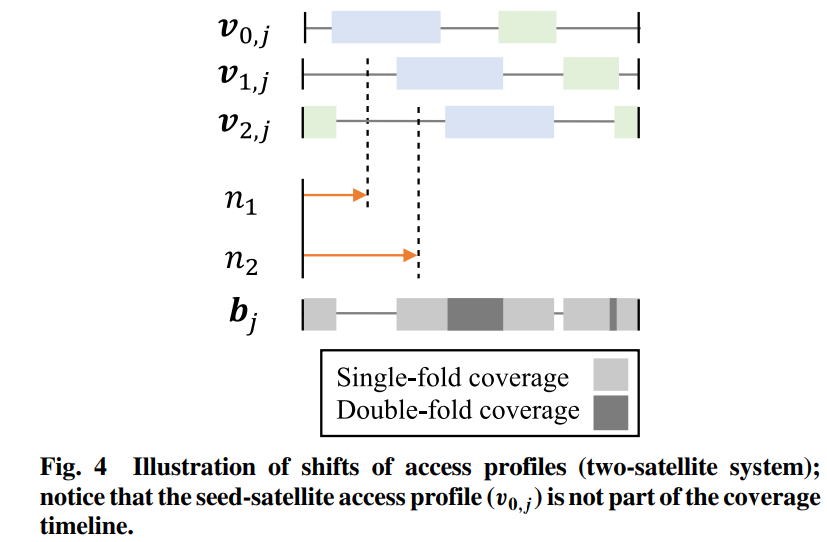 v0,j
v1,j
v2,j
n1
n2
bj
Single-fold coverage
Double-fold coverage
Fig. 4 Illustration of shifts of access profiles (two-satellite system);
notice that the seed-satellite access profile (v0,j) is not part of the coverage
timeline.